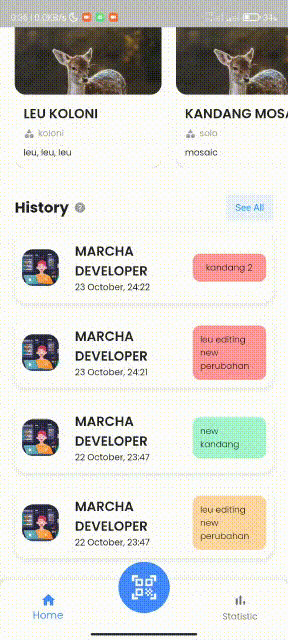 LEU KOLONI
koloni
leu, leu, leu
KANDANG MOSA
solo
mosaic
History
See All
MARCHA
DEVELOPER
23 October, 24:22
kandang 2
MARCHA
DEVELOPER
23 October, 24:21
leu editing
new
perubahan
MARCHA
DEVELOPER
22 October, 23:47
new
kandang
MARCHA
DEVELOPER
22 October, 23:47
leu editing
new
perubahan
Home
Statistic